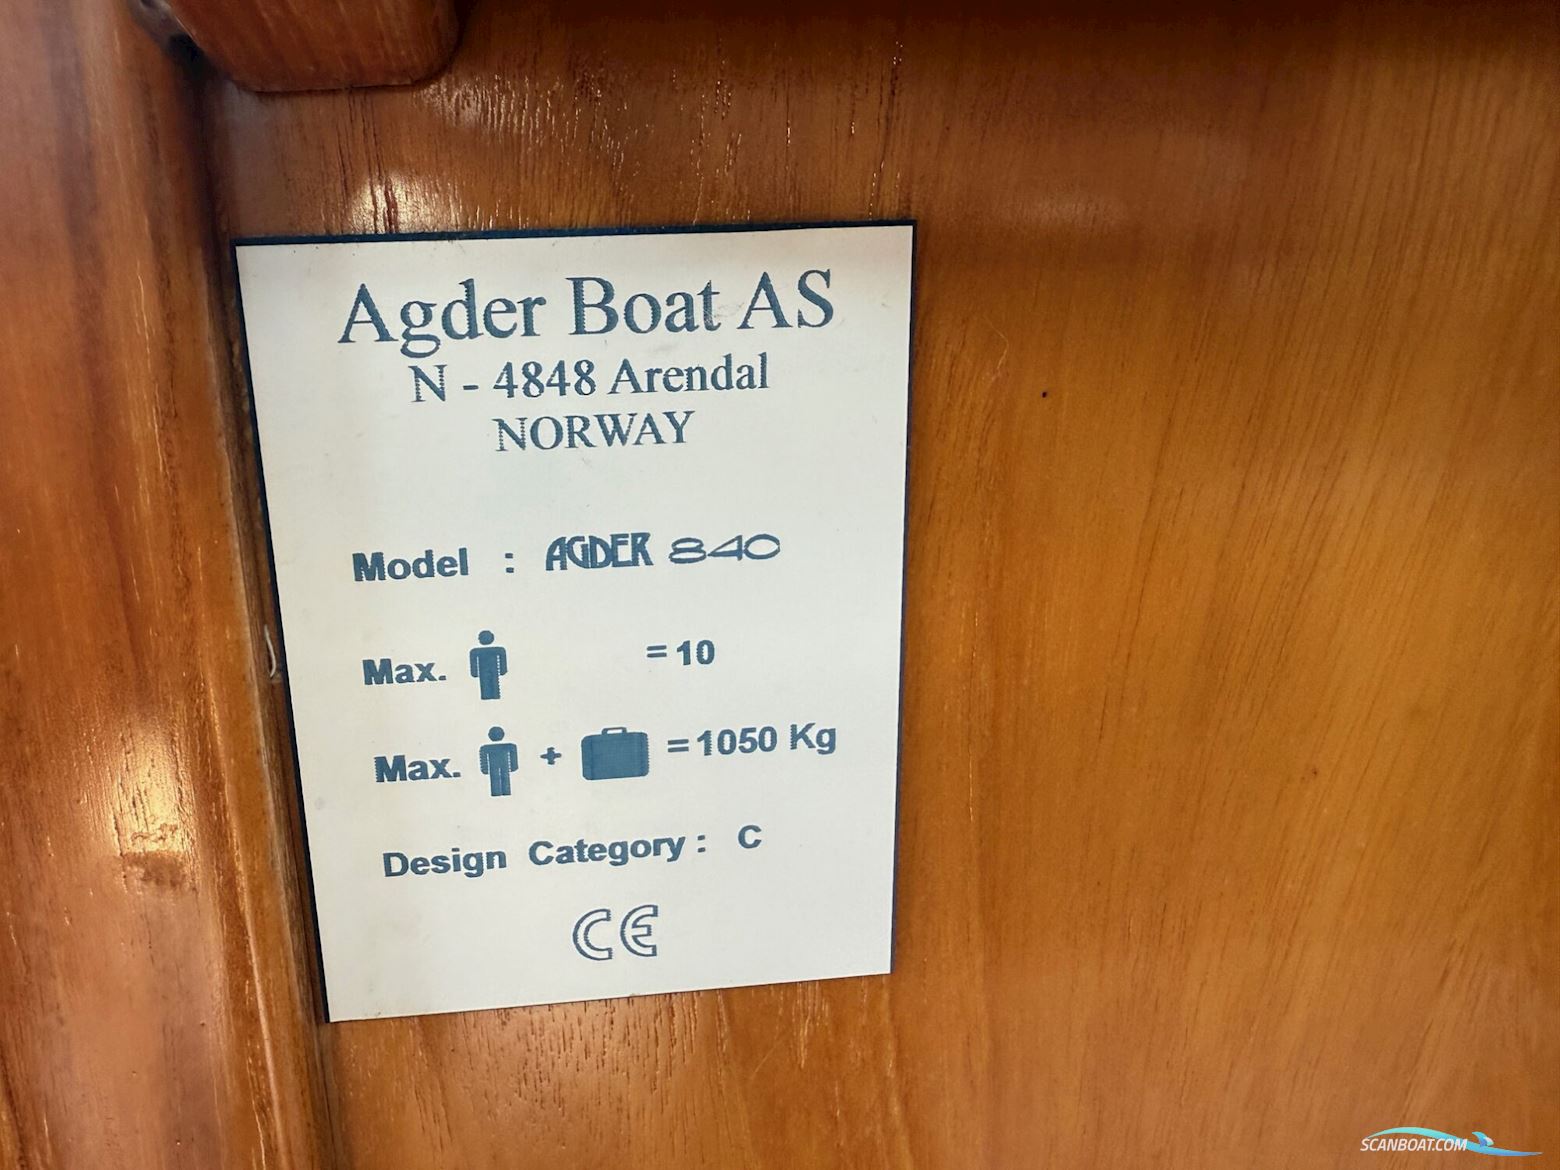 Agder Boat AS
N - 4848 Arendal
NORWAY
Model : AGDER 840
Max. = 10
Max. + = 1050 Kg
Design Category : C
CE
SCANBOAT.COM